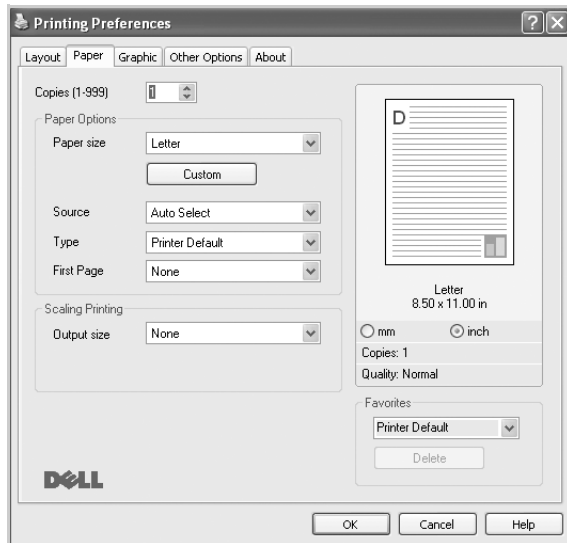 Printing Preferences
Layout Paper Graphic Other Options About
Copies (1-999) 1
Paper Options
Paper size Letter
Custom
Source Auto Select
Type Printer Default
First Page None
Scaling Printing
Output size None
DELL
D
Letter
8.50 x 11.00 in
mm inch
Copies: 1
Quality: Normal
Favorites
Printer Default
Delete
OK Cancel Help